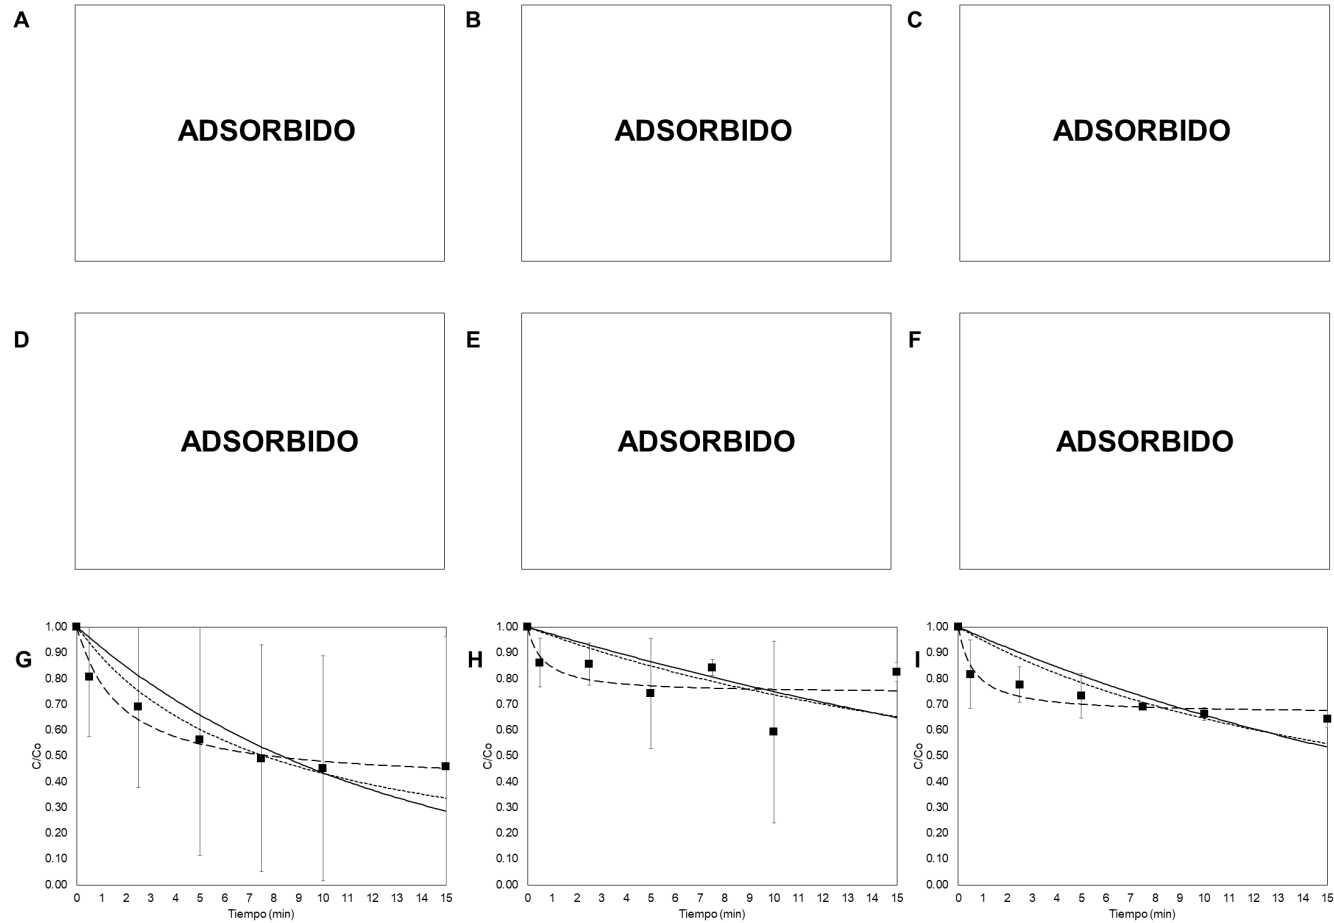 A B C
ADSORBIDO ADSORBIDO ADSORBIDO
D E F
ADSORBIDO ADSORBIDO ADSORBIDO
G H I
1.00 1.00 1.00
0.90 0.90 0.90
0.80 0.80 0.80
0.70 0.70 0.70
0.60 0.60 0.60
0.50 0.50 0.50
0.40 0.40 0.40
0.30 0.30 0.30
0.20 0.20 0.20
0.10 0.10 0.10
0.00 0.00 0.00
C/Co C/Co C/Co
0 1 2 3 4 5 6 7 8 9 10 11 12 13 14 15 0 1 2 3 4 5 6 7 8 9 10 11 12 13 14 15 0 1 2 3 4 5 6 7 8 9 10 11 12 13 14 15
Tiempo (min) Tiempo (min) Tiempo (min)